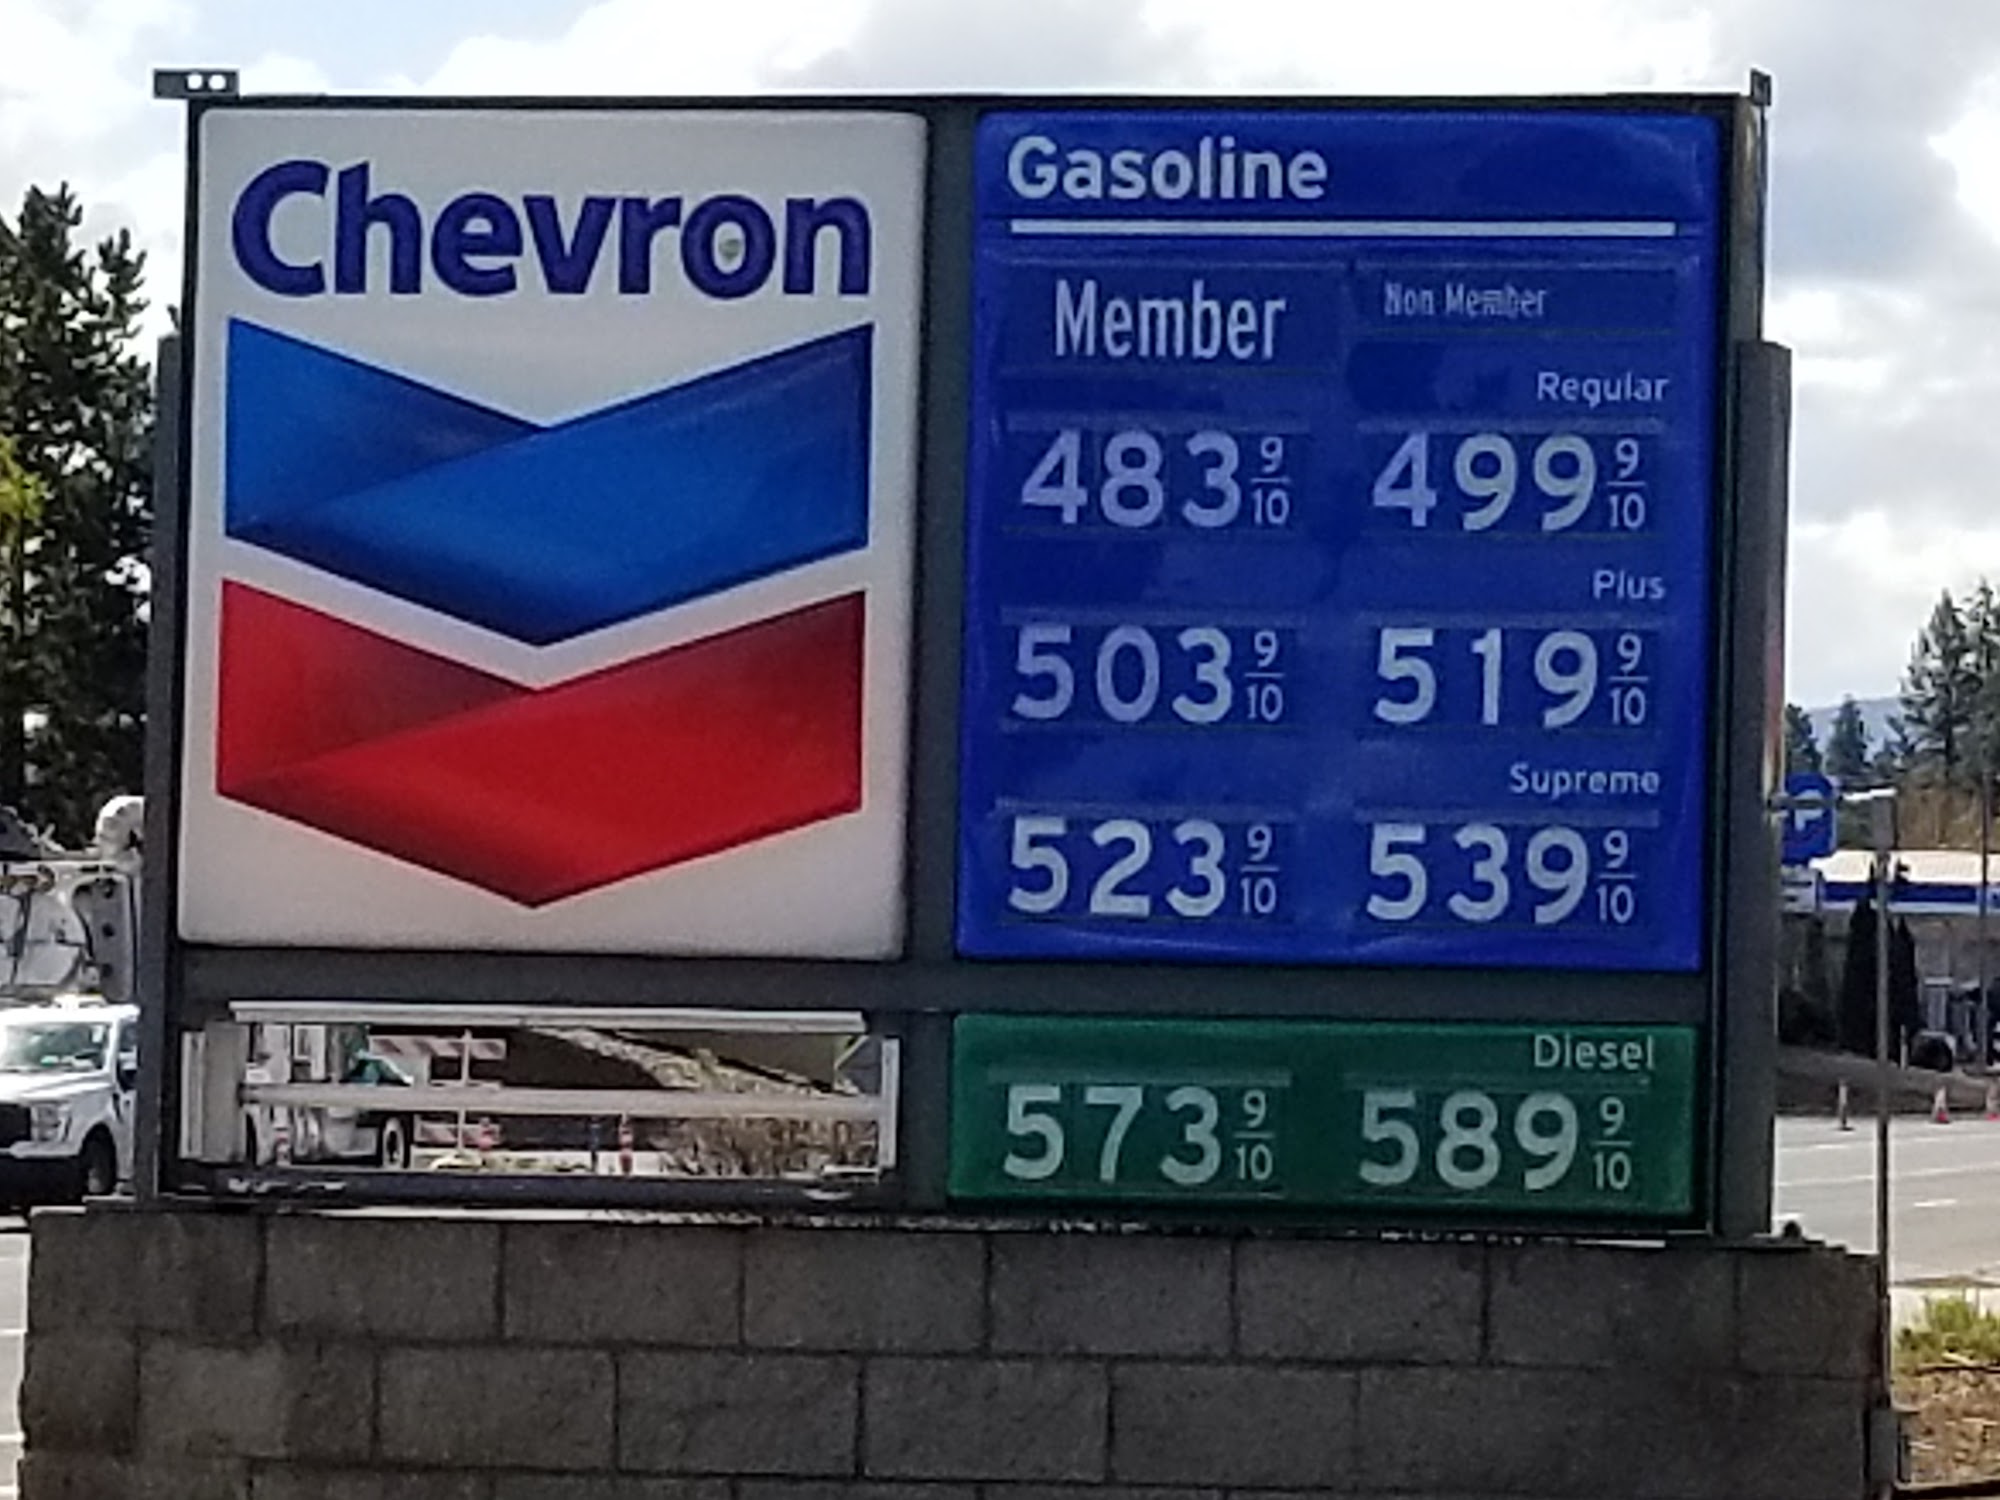 Chevron
Gasoline
Member Non Member
Regular
483 9/10 499 9/10
Plus
503 9/10 519 9/10
Supreme
523 9/10 539 9/10
Diesel
573 9/10 589 9/10